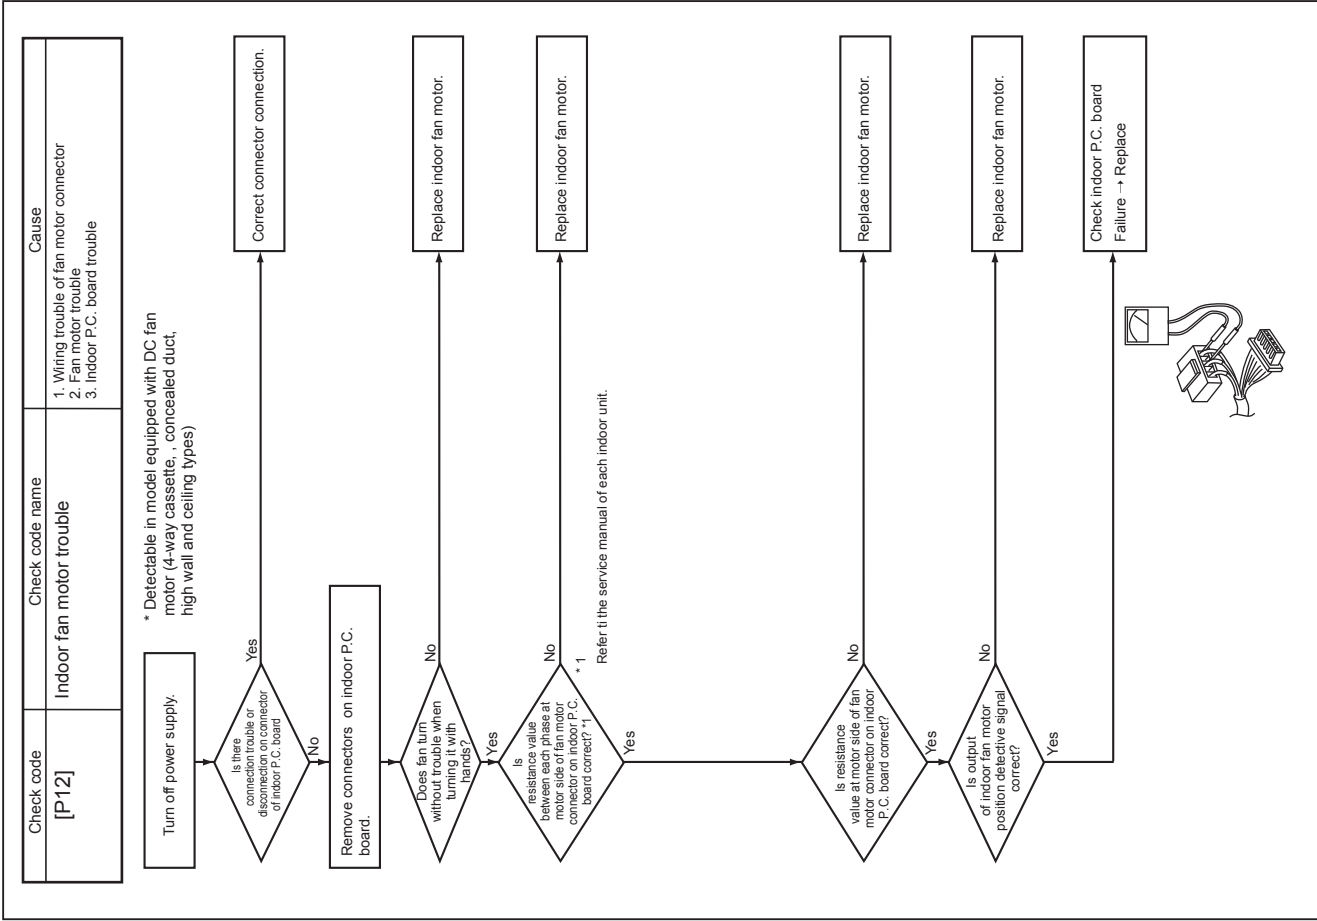 Check code
Check code name
Cause
[P12]
Indoor fan motor trouble
1. Wiring trouble of fan motor connector
2. Fan motor trouble
3. Indoor P.C. board trouble
Turn off power supply.
* Detectable in model equipped with DC fan
motor (4-way cassette, , concealed duct,
high wall and ceiling types)
Is there
connection trouble or
disconnection on connector
of indoor P.C. board
Yes
Correct connector connection.
No
Remove connectors on indoor P.C.
board.
Does fan turn
without trouble when
turning it with
hands?
No
Replace indoor fan motor.
Yes
Is
resistance value
between each phase at
motor side of fan motor
connector on indoor P.C.
board correct? *1
No
Replace indoor fan motor.
* 1
Refer ti the service manual of each indoor unit.
Yes
Is resistance
value at motor side of fan
motor connector on indoor
P. C. board correct?
No
Replace indoor fan motor.
Yes
Is output
of indoor fan motor
position detective signal
correct?
No
Replace indoor fan motor.
Yes
Check indoor P.C. board
Failure → Replace